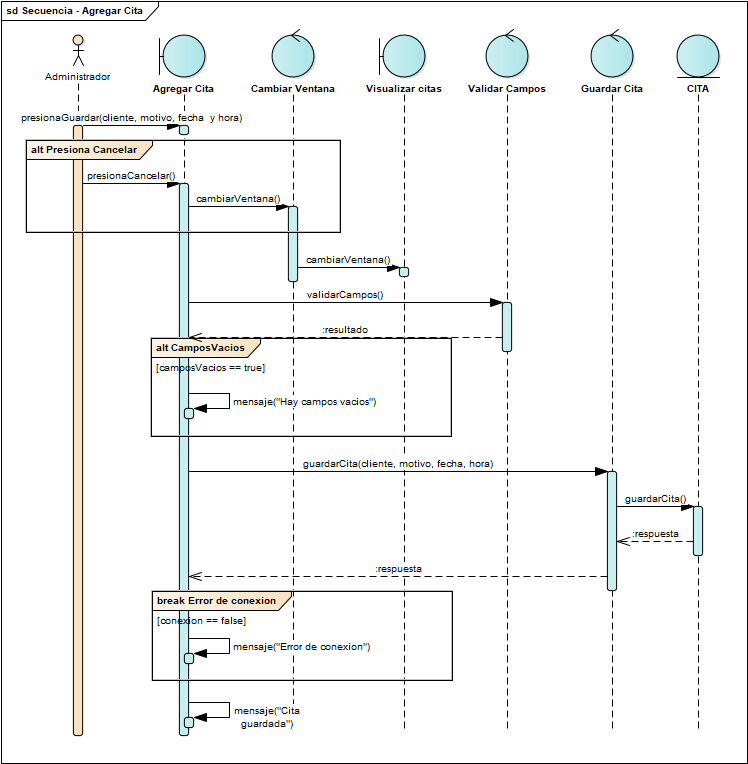 sd Secuencia - Agregar Cita
Administrador
Agregar Cita
Cambiar Ventana
Visualizar citas
Validar Campos
Guardar Cita
CITA
presionaGuardar(cliente, motivo, fecha y hora)
alt Presiona Cancelar
presionaCancelar()
cambiarVentana()
cambiarVentana()
validarCampos()
:resultado
alt CamposVacios
[camposVacios == true]
mensaje("Hay campos vacios")
guardarCita(cliente, motivo, fecha, hora)
guardarCita()
:respuesta
:respuesta
break Error de conexion
[conexion == false]
mensaje("Error de conexion")
mensaje("Cita
guardada")